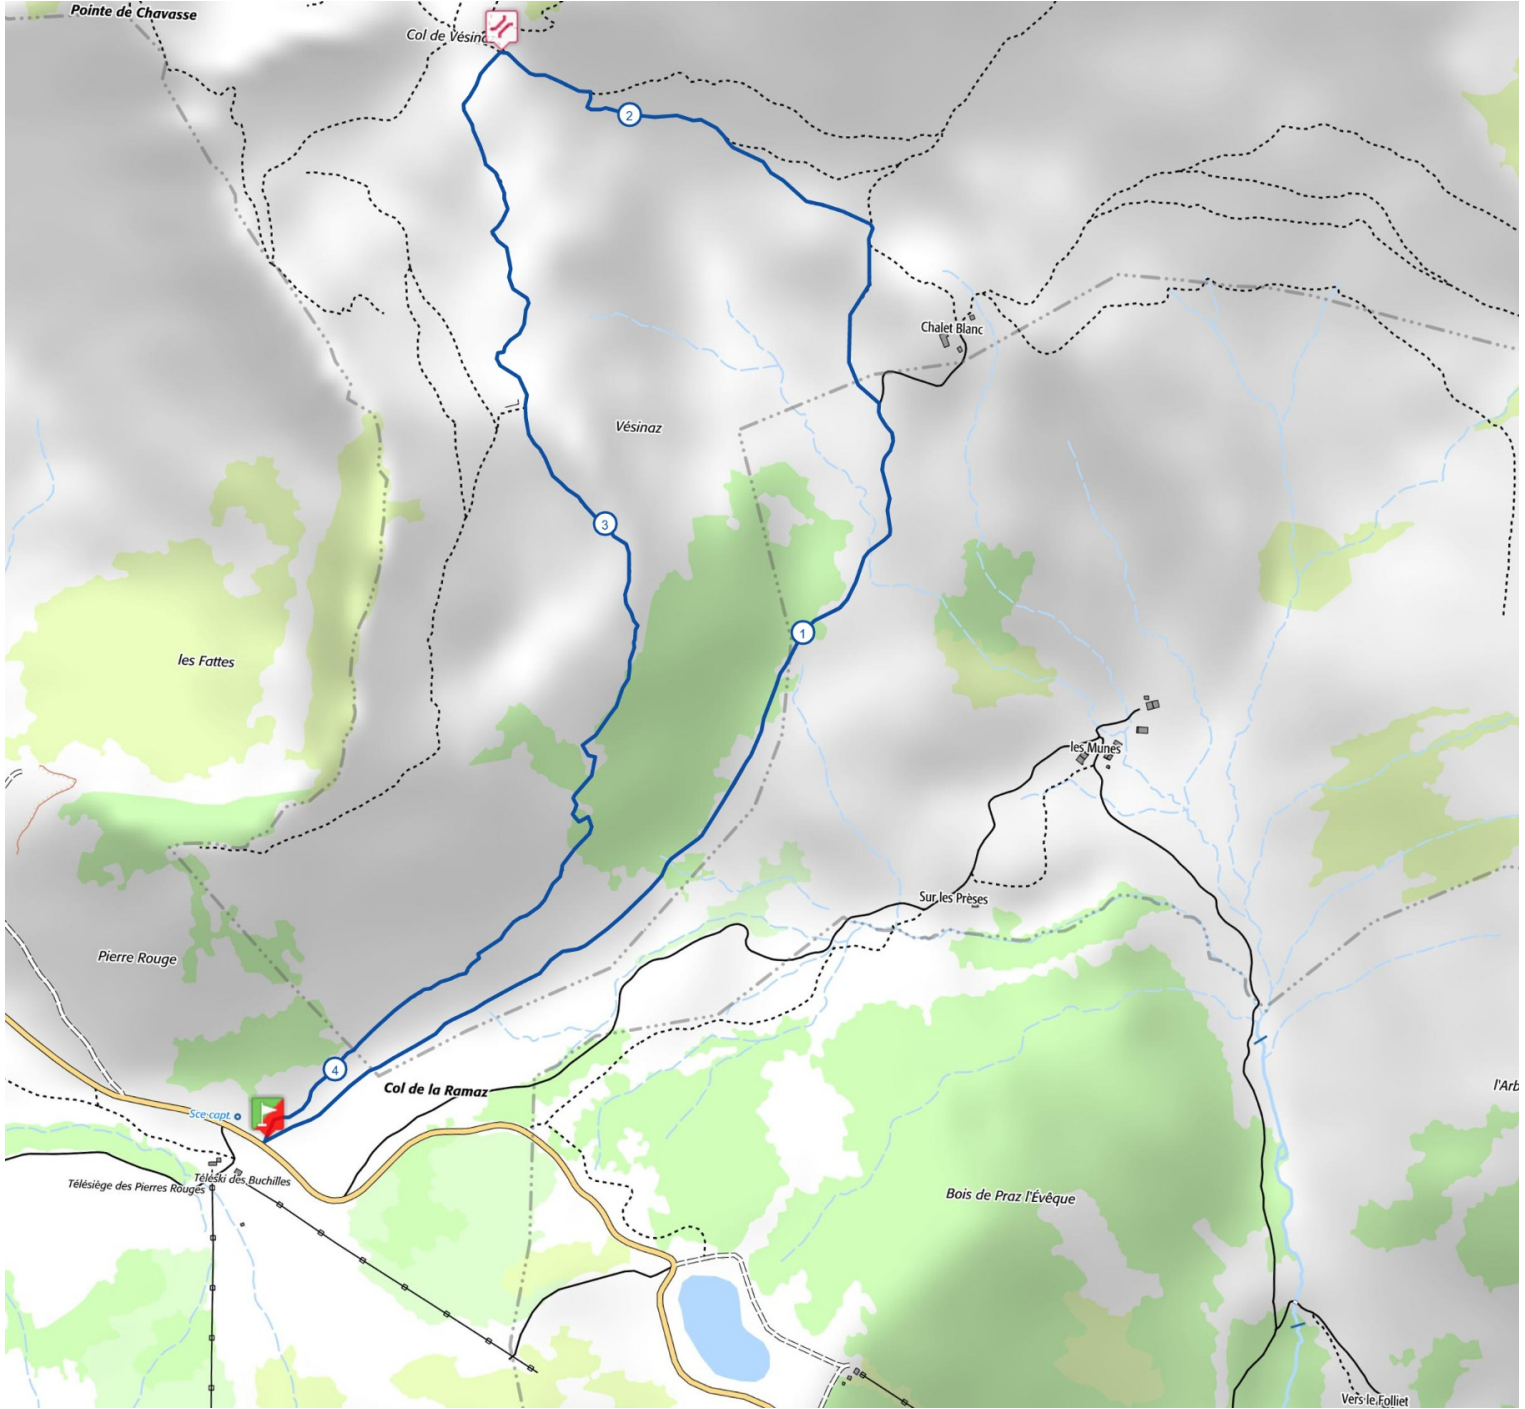 Pointe de Chavasse
Col de Vésinaz
2
Chalet Blanc
Vésinaz
3
1
les Fattes
les Munes
Sur les Prèses
Pierre Rouge
4
Col de la Ramaz
l'Arb
Sce capt.
Téleski des Buchilles
Télésiège des Pierres Rouges
Bois de Praz l'Évêque
Vers le Folliet